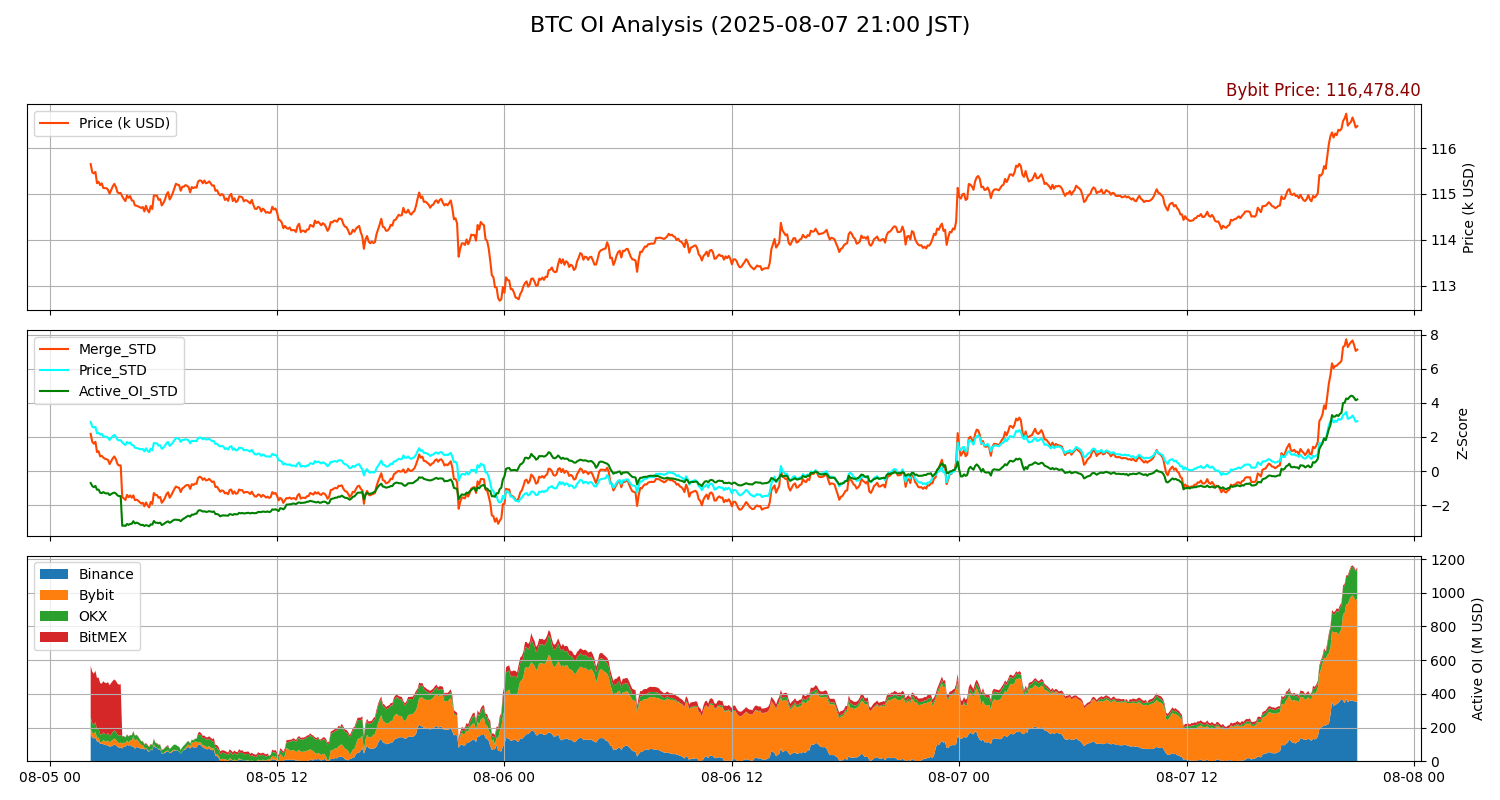 BTC OI Analysis (2025-08-07 21:00 JST)
Bybit Price: 116,478.40
Price (k USD)
116
115
114
113
Price (k USD)
Merge_STD
Price_STD
Active_OI_STD
8
6
4
2
0
−2
Z-Score
Binance
Bybit
OKX
BitMEX
1200
1000
800
600
400
200
0
Active OI (M USD)
08-05 00
08-05 12
08-06 00
08-06 12
08-07 00
08-07 12
08-08 00